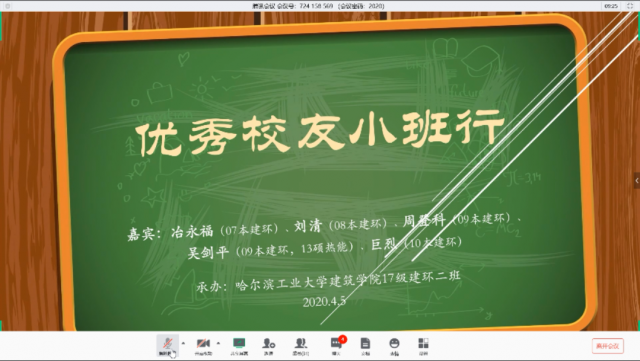 腾讯会议 会议号：724 158 569 （会议密码：2020）
09:25
优秀校友小班行
嘉宾：冶永福（07本建环）、刘清（08本建环）、周登科（09本建环）、
吴剑平（09本建环，13硕热能）、巨烈（10本建环）
承办：哈尔滨工业大学建筑学院17级建环二班
2020.4.5
离开会议